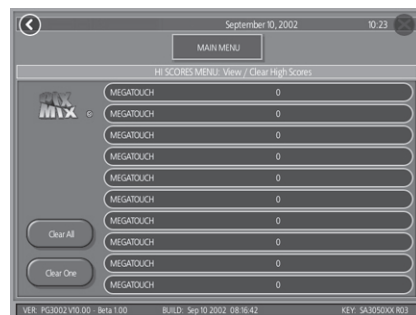 September 10, 2002 10:23
MAIN MENU
HI SCORES MENU: View / Clear High Scores
PIX MIX
MEGATOUCH 0
MEGATOUCH 0
MEGATOUCH 0
MEGATOUCH 0
MEGATOUCH 0
MEGATOUCH 0
MEGATOUCH 0
MEGATOUCH 0
MEGATOUCH 0
MEGATOUCH 0
Clear All
Clear One
VER: PG3002 V10.00 - Beta 1.00 BUILD: Sep 10 2002 08:16:42 KEY: SA3050XX R03